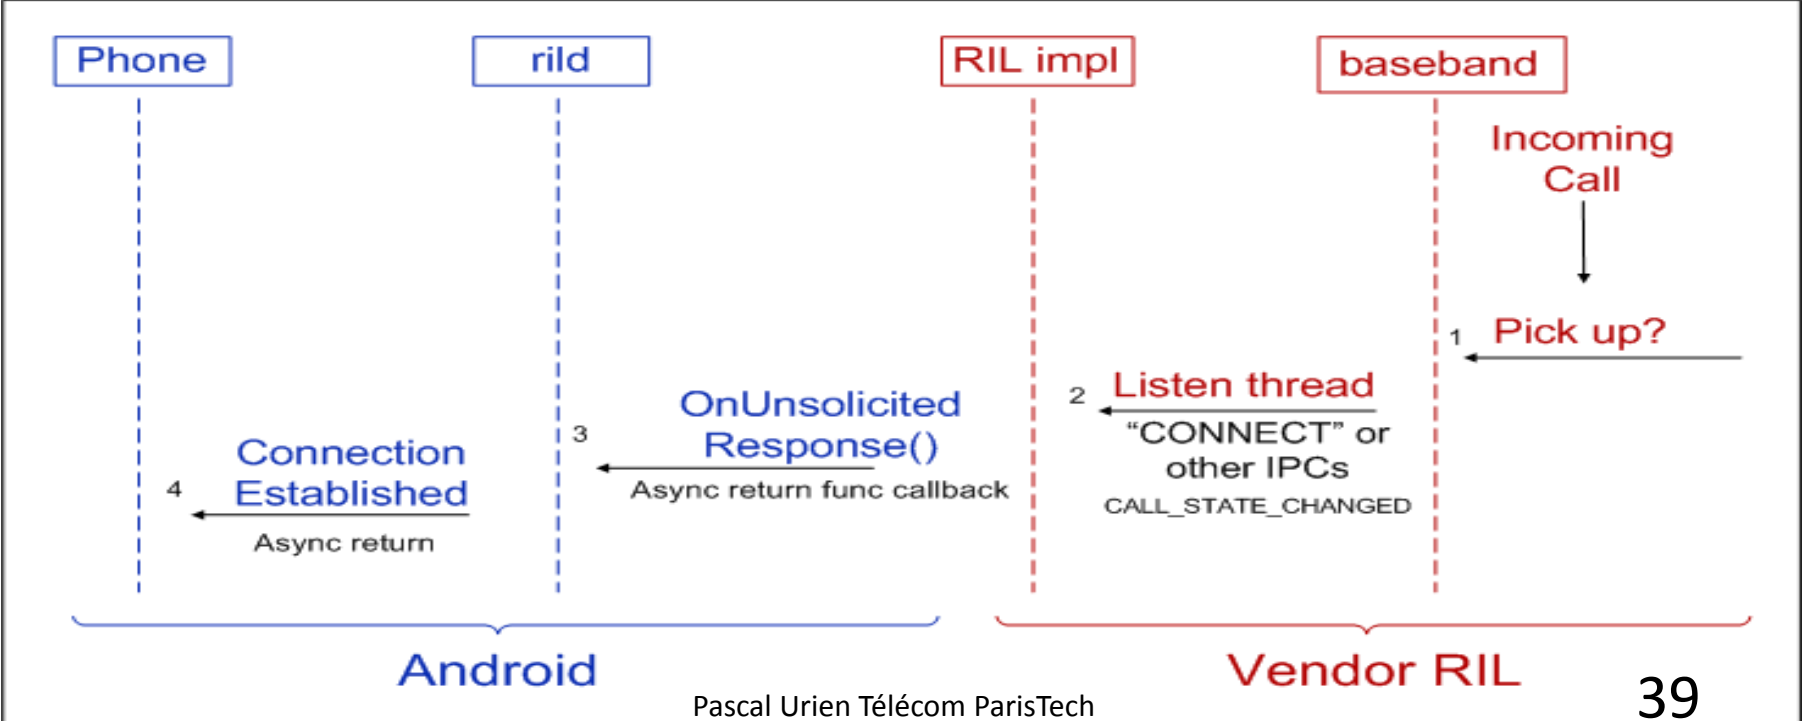 Phone
rild
RIL impl
baseband
Incoming
Call
1
Pick up?
2
Listen thread
“CONNECT” or
other IPCs
CALL_STATE_CHANGED
OnUnsolicited
Response()
3
Async return func callback
Connection
Established
4
Async return
Android
Vendor RIL
Pascal Urien Télécom ParisTech
39